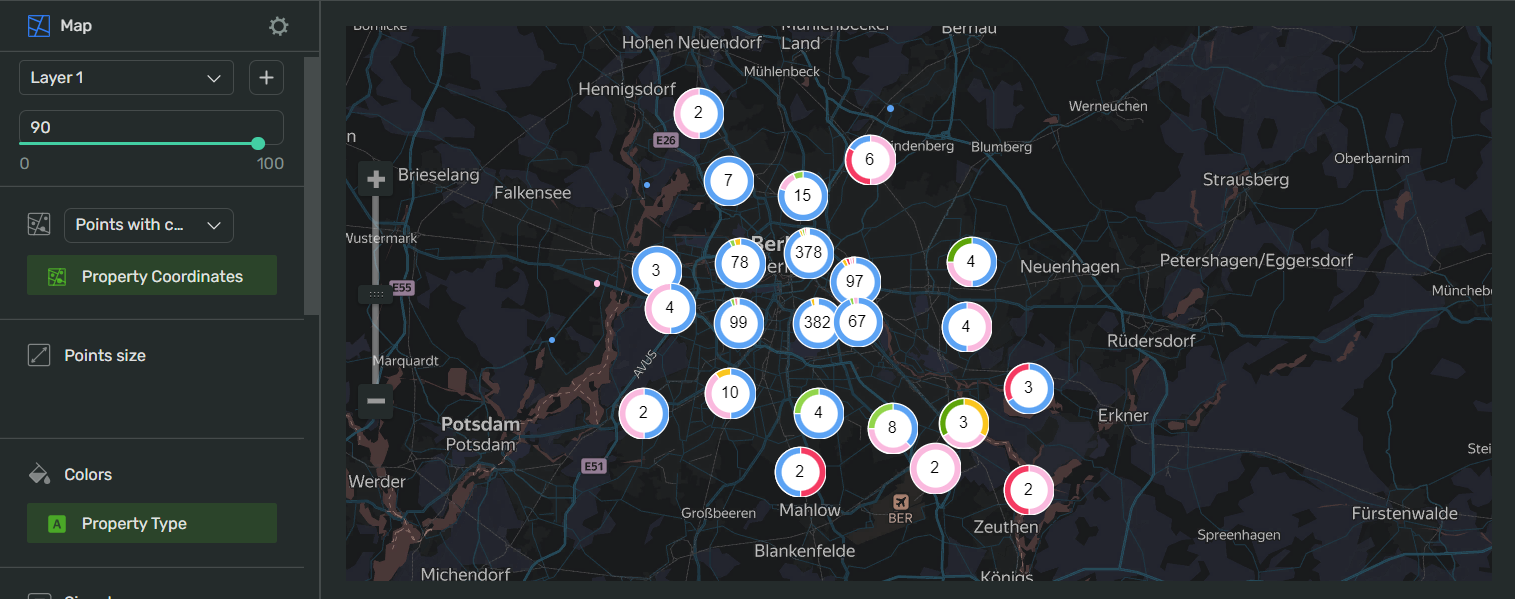 Map
Layer 1
90
0
100
Points with c...
Property Coordinates
Points size
Colors
Property Type
Bernau
Hohen Neuendorf
Land
Mühlenbeck
Hennigsdorf
2
Werneuchen
E26
Blumberg
6
Oberbarnim
Brieselang
Falkensee
7
15
Strausberg
Wustermark
378
78
3
97
4
Neuenhagen
Petershagen/Eggersdorf
E55
4
99
382
67
4
Rüdersdorf
Marquardt
AVUS
10
3
2
4
8
3
Erkner
Potsdam
Potsdam
E51
2
2
2
Werder
Großbeeren
Mahlow
BER
Zeuthen
Fürstenwalde
Spreenhagen
Blankenfelde
Michendorf
Königs